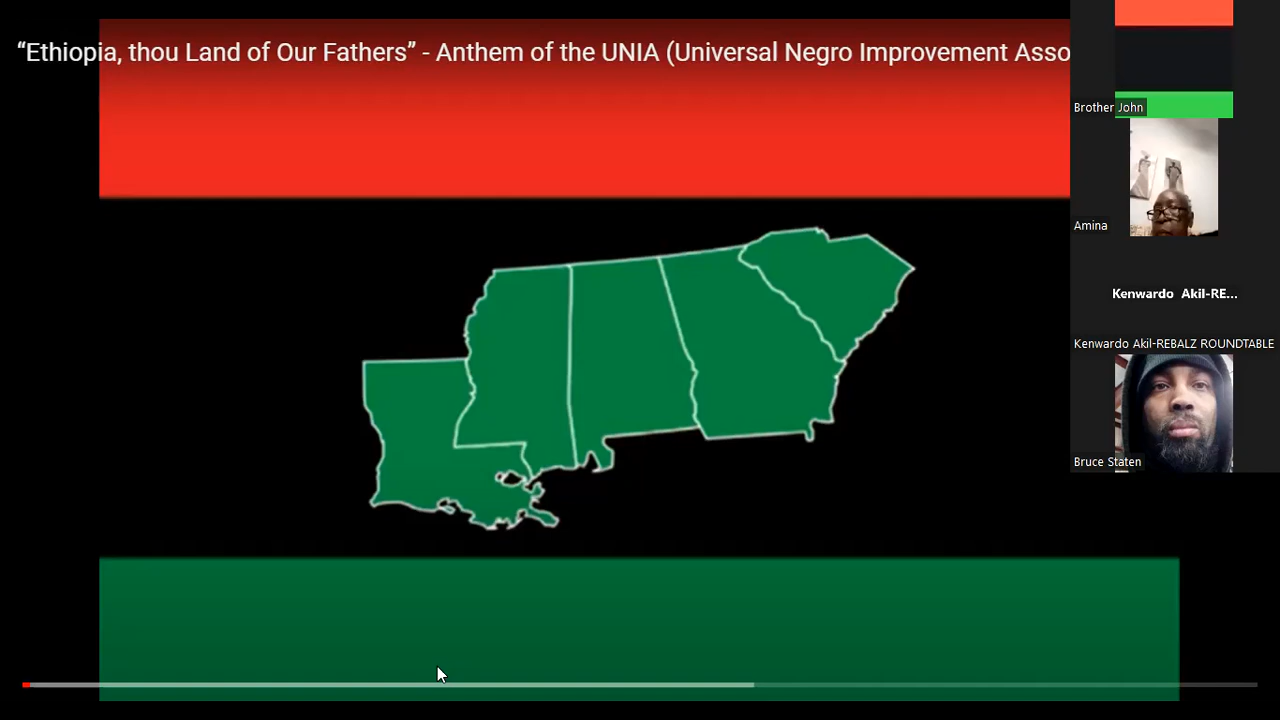 “Ethiopia, thou Land of Our Fathers” - Anthem of the UNIA (Universal Negro Improvement Asso
Brother John
Amina
Kenwardo Akil-RE...
Kenwardo Akil-REBALZ ROUNDTABLE
Bruce Staten